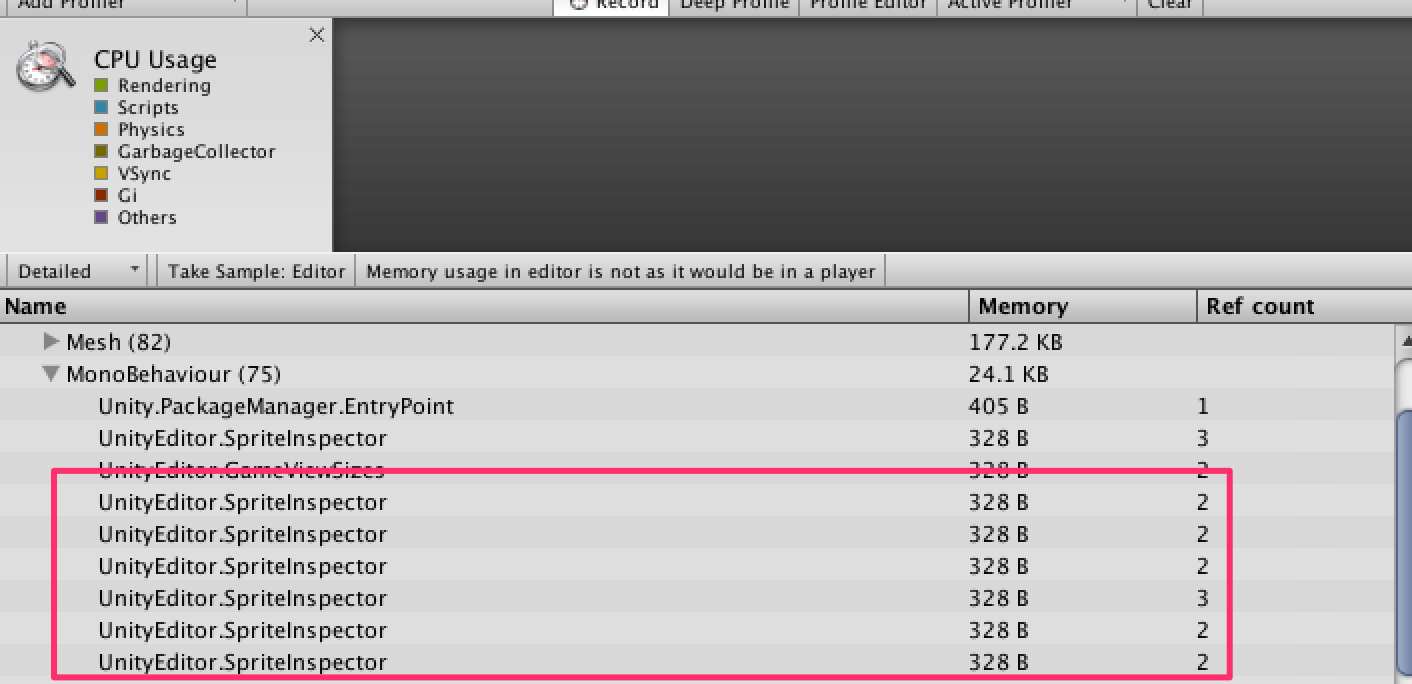 Add Profiler Record Deep Profile Profile Editor Active Profiler Clear
CPU Usage
Rendering
Scripts
Physics
GarbageCollector
VSync
Gi
Others
Detailed Take Sample: Editor Memory usage in editor is not as it would be in a player
Name Memory Ref count
Mesh (82) 177.2 KB
MonoBehaviour (75) 24.1 KB
Unity.PackageManager.EntryPoint 405 B 1
UnityEditor.SpriteInspector 328 B 3
UnityEditor.GameViewSizes 328 B 2
UnityEditor.SpriteInspector 328 B 2
UnityEditor.SpriteInspector 328 B 2
UnityEditor.SpriteInspector 328 B 2
UnityEditor.SpriteInspector 328 B 3
UnityEditor.SpriteInspector 328 B 2
UnityEditor.SpriteInspector 328 B 2